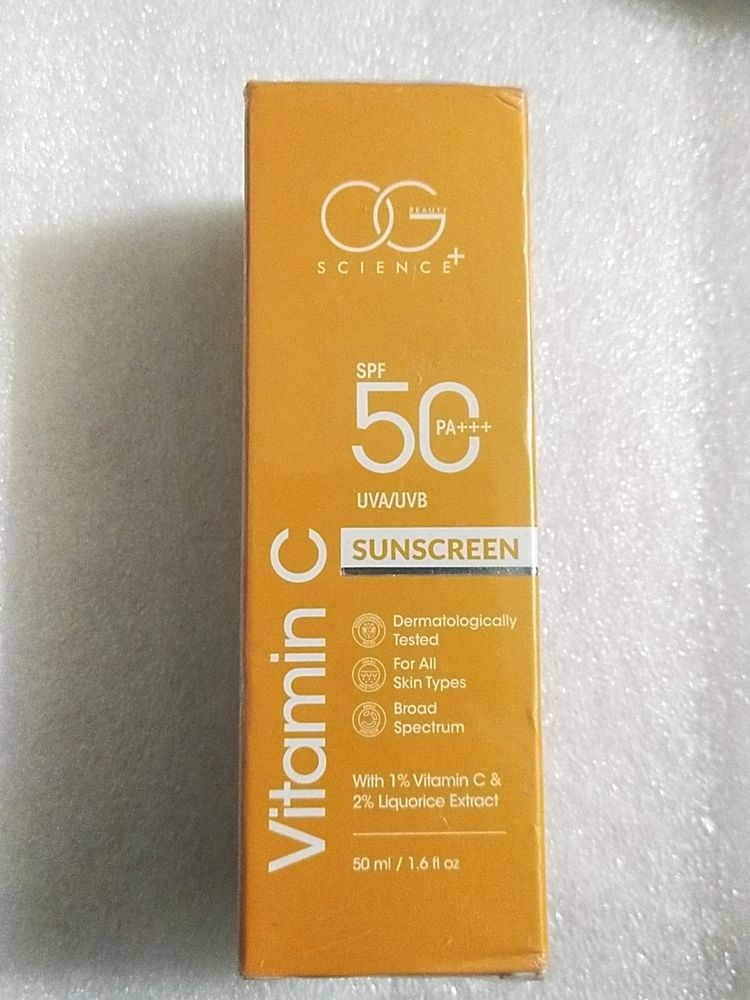 OG
BEAUTY
SCIENCE+
SPF
50
PA+++
UVA/UVB
SUNSCREEN
Vitamin C
Dermatologically
Tested
For All
Skin Types
Broad
Spectrum
With 1% Vitamin C &
2% Liquorice Extract
50 ml / 1.6 fl oz